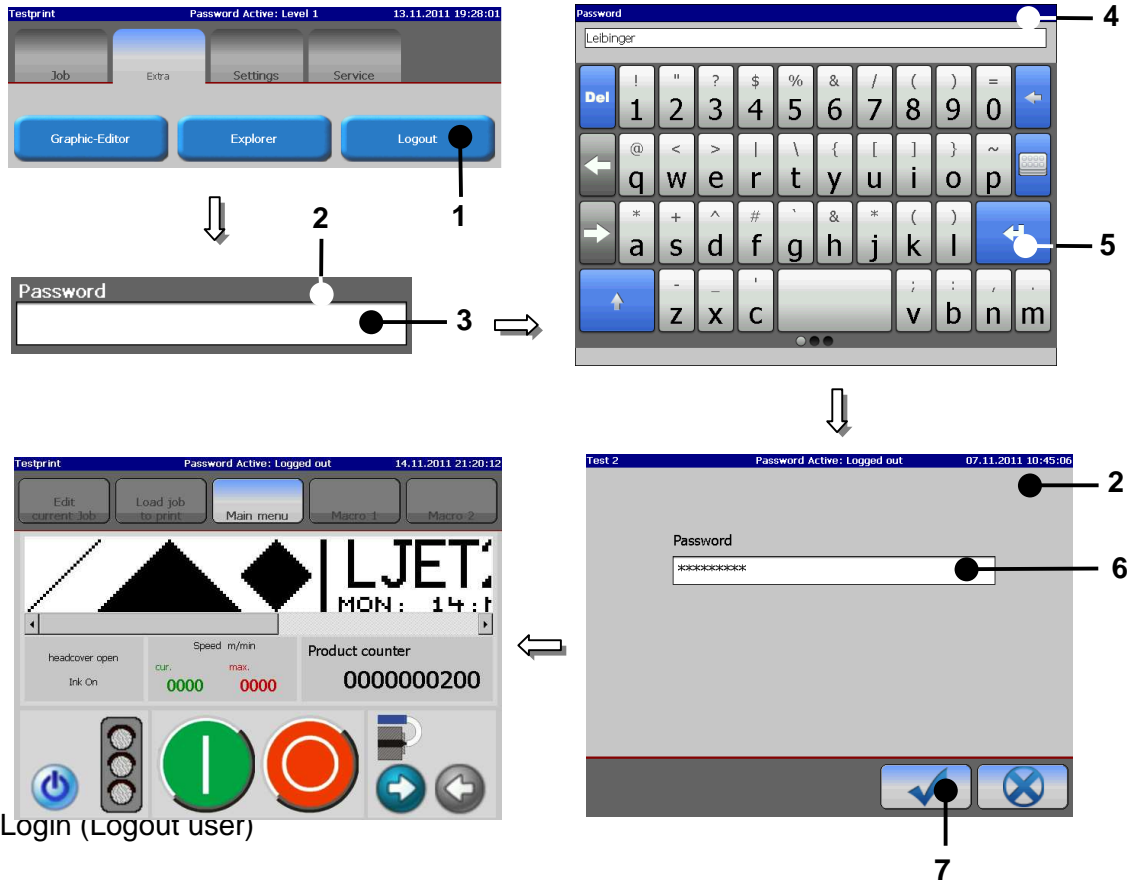 Testprint Password Active: Level 1 13.11.2011 19:28:01
Job Extra Settings Service
Graphic-Editor Explorer Logout
1
2
Password
3
Password
4
Leibinger
! " ? $ % & / ( ) =
Del 1 2 3 4 5 6 7 8 9 0
@ < > | \ { [ ] } ~
q w e r t y u i o p
* + ^ # ` & * ( )
a s d f g h j k l
5
- _ ' ; : , .
z x c v b n m
Test 2 Password Active: Logged out 07.11.2011 10:45:06
2
Password
*********
6
7
Testprint Password Active: Logged out 14.11.2011 21:20:12
Edit current Job
Load job to print
Main menu
Macro 1
Macro 2
LJET
MON: 14:
headcover open
Ink On
Speed m/min
cur. max.
0000 0000
Product counter
0000000200
Login (Logout user)